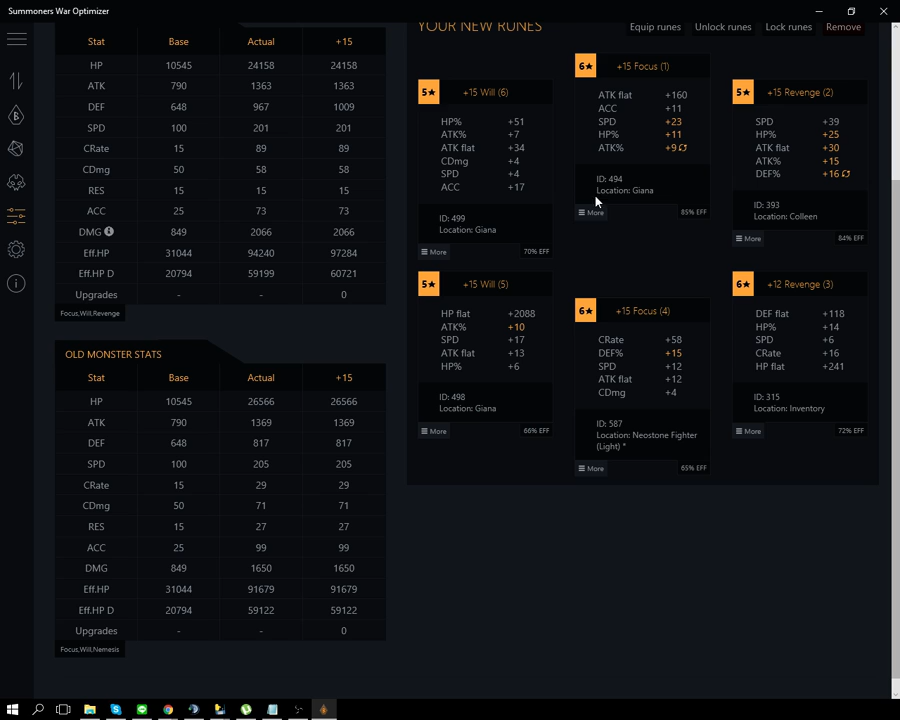 Summoners War Optimizer
Stat Base Actual +15
HP 10545 24158 24158
ATK 790 1363 1363
DEF 648 967 1009
SPD 100 201 201
CRate 15 89 89
CDmg 50 58 58
RES 15 15 15
ACC 25 73 73
DMG 849 2066 2066
Eff.HP 31044 94240 97284
Eff.HP D 20794 59199 60721
Upgrades - - 0
Focus,Will,Revenge
OLD MONSTER STATS
Stat Base Actual +15
HP 10545 26566 26566
ATK 790 1369 1369
DEF 648 817 817
SPD 100 205 205
CRate 15 29 29
CDmg 50 71 71
RES 15 27 27
ACC 25 99 99
DMG 849 1650 1650
Eff.HP 31044 91679 91679
Eff.HP D 20794 59122 59122
Upgrades - - 0
Focus,Will,Nemesis
YOUR NEW RUNES
Equip runes Unlock runes Lock runes Remove
5★ +15 Will (6)
HP% +51
ATK% +7
ATK flat +34
CDmg +4
SPD +4
ACC +17
ID: 499
Location: Giana
More 70% EFF
6★ +15 Focus (1)
ATK flat +160
ACC +11
SPD +23
HP% +11
ATK% +9
ID: 494
Location: Giana
More 85% EFF
5★ +15 Revenge (2)
SPD +39
HP% +25
ATK flat +30
ATK% +15
DEF% +16
ID: 393
Location: Colleen
More 84% EFF
5★ +15 Will (5)
HP flat +2088
ATK% +10
SPD +17
ATK flat +13
HP% +6
ID: 498
Location: Giana
More 66% EFF
6★ +15 Focus (4)
CRate +58
DEF% +15
SPD +12
ATK flat +12
CDmg +4
ID: 587
Location: Neostone Fighter
(Light) *
More 65% EFF
6★ +12 Revenge (3)
DEF flat +118
HP% +14
SPD +6
CRate +16
HP flat +241
ID: 315
Location: Inventory
More 72% EFF